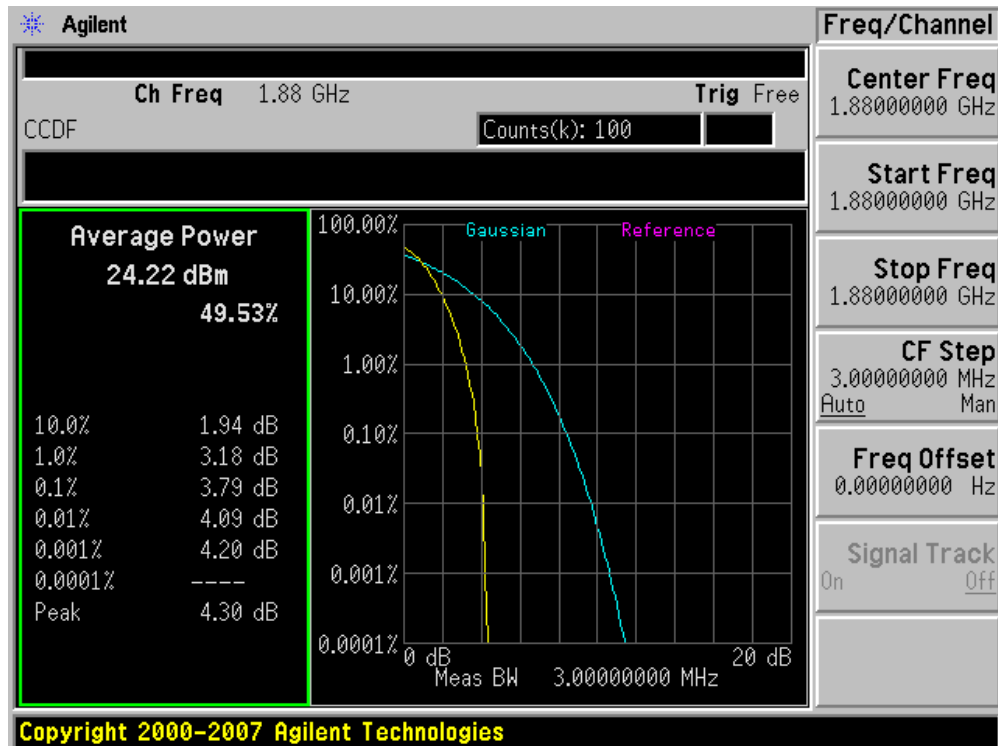 Agilent
Freq/Channel
Ch Freq 1.88 GHz Trig Free
CCDF Counts(k): 100
Average Power
24.22 dBm
49.53%
10.0% 1.94 dB
1.0% 3.18 dB
0.1% 3.79 dB
0.01% 4.09 dB
0.001% 4.20 dB
0.0001% ----
Peak 4.30 dB
Gaussian Reference
100.00%
10.00%
1.00%
0.10%
0.01%
0.001%
0.0001%
0 dB 20 dB
Meas BW 3.00000000 MHz
Center Freq
1.88000000 GHz
Start Freq
1.88000000 GHz
Stop Freq
1.88000000 GHz
CF Step
3.00000000 MHz
Auto Man
Freq Offset
0.00000000 Hz
Signal Track
On Off
Copyright 2000-2007 Agilent Technologies